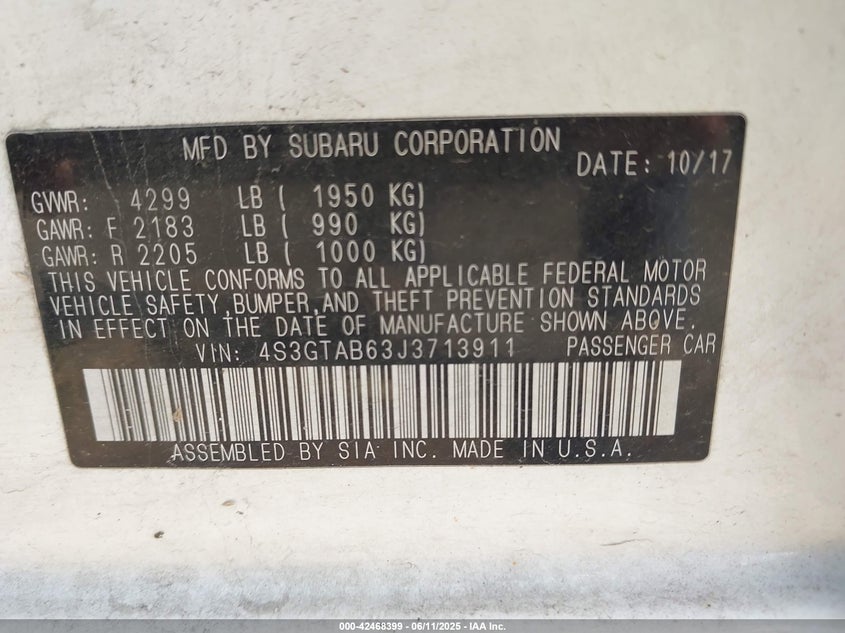 MFD BY SUBARU CORPORATION DATE: 10/17
GVWR: 4299 LB ( 1950 KG)
GAWR: F 2183 LB ( 990 KG)
GAWR: R 2205 LB ( 1000 KG)
THIS VEHICLE CONFORMS TO ALL APPLICABLE FEDERAL MOTOR
VEHICLE SAFETY,BUMPER,AND THEFT PREVENTION STANDARDS
IN EFFECT ON THE DATE OF MANUFACTURE SHOWN ABOVE.
VIN: 4S3GTAB63J3713911 PASSENGER CAR
ASSEMBLED BY SIA INC. MADE IN U.S.A.
000-42468399 - 06/11/2025 - IAA Inc.